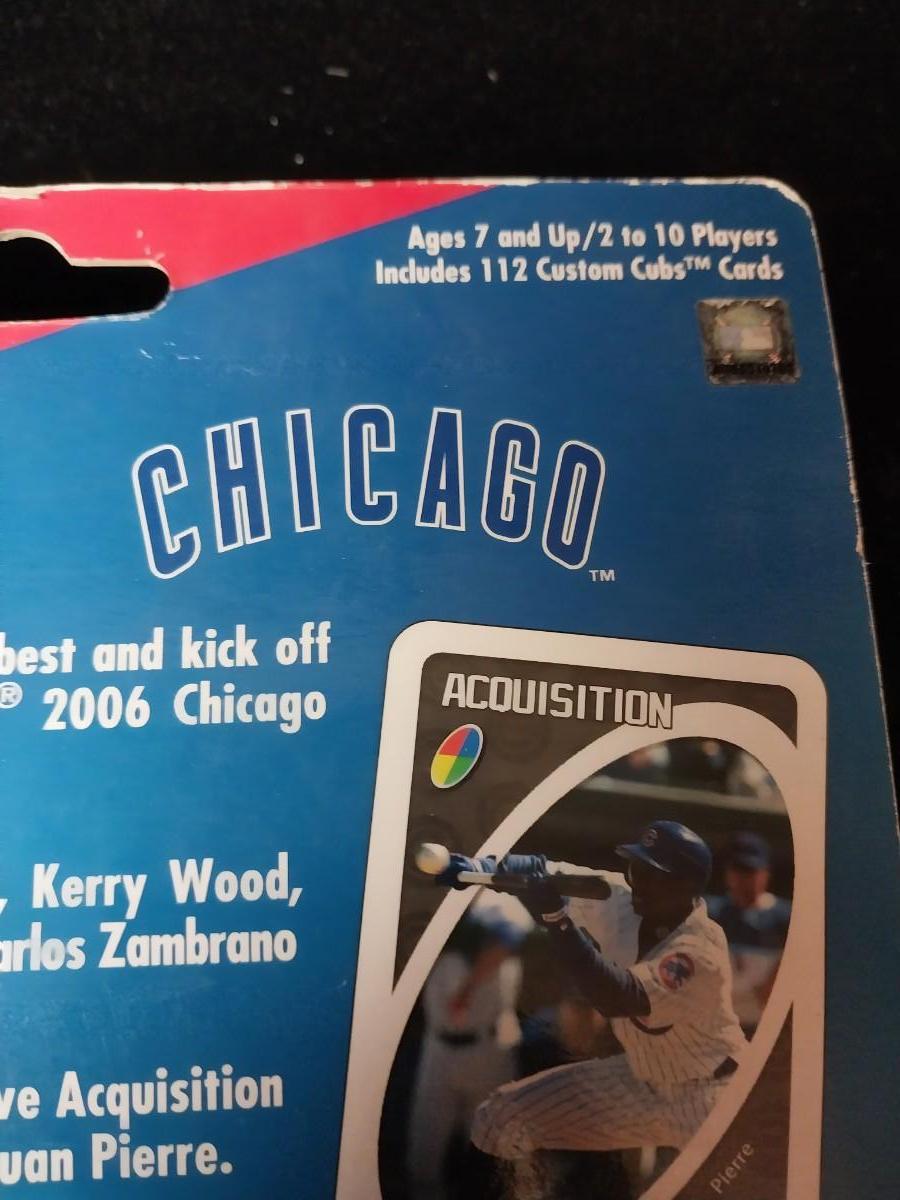 Ages 7 and Up/2 to 10 Players
Includes 112 Custom Cubs™ Cards
CHICAGO
™
best and kick off
® 2006 Chicago
, Kerry Wood,
arlos Zambrano
ve Acquisition
uan Pierre.
ACQUISITION
C
Pierre